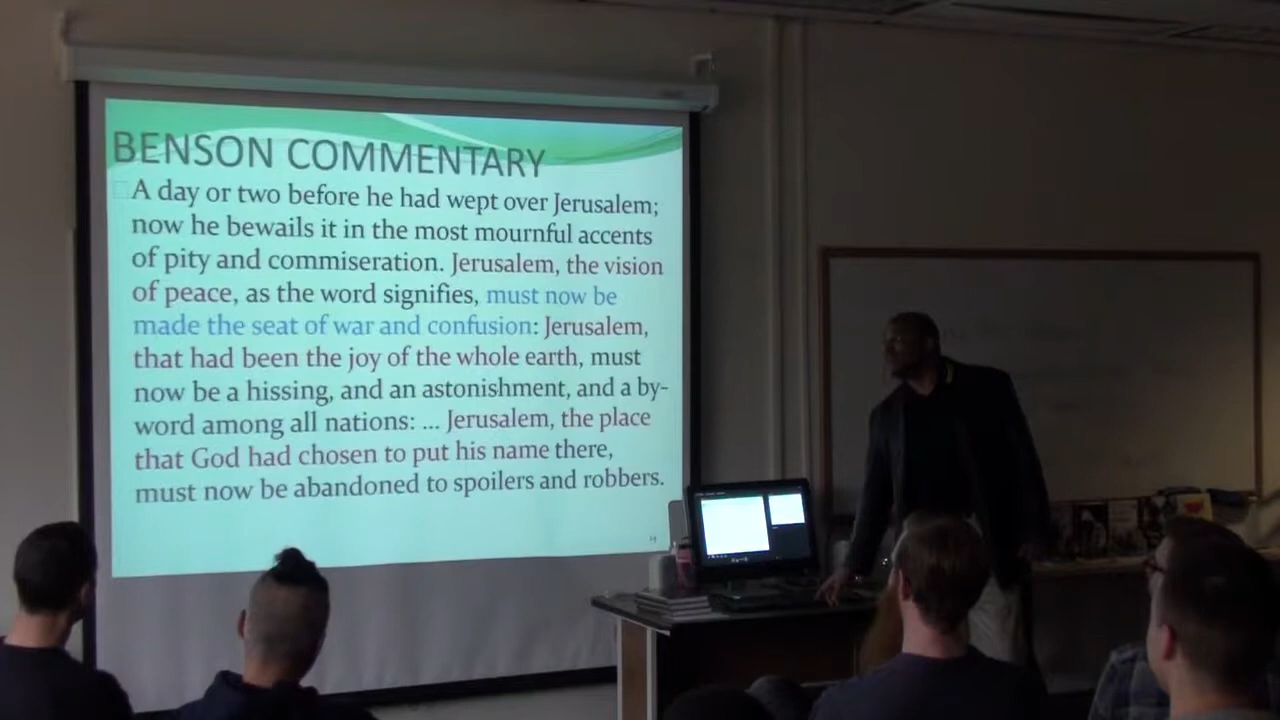 BENSON COMMENTARY
A day or two before he had wept over Jerusalem;
now he bewails it in the most mournful accents
of pity and commiseration. Jerusalem, the vision
of peace, as the word signifies, must now be
made the seat of war and confusion: Jerusalem,
that had been the joy of the whole earth, must
now be a hissing, and an astonishment, and a by-
word among all nations: ... Jerusalem, the place
that God had chosen to put his name there,
must now be abandoned to spoilers and robbers.